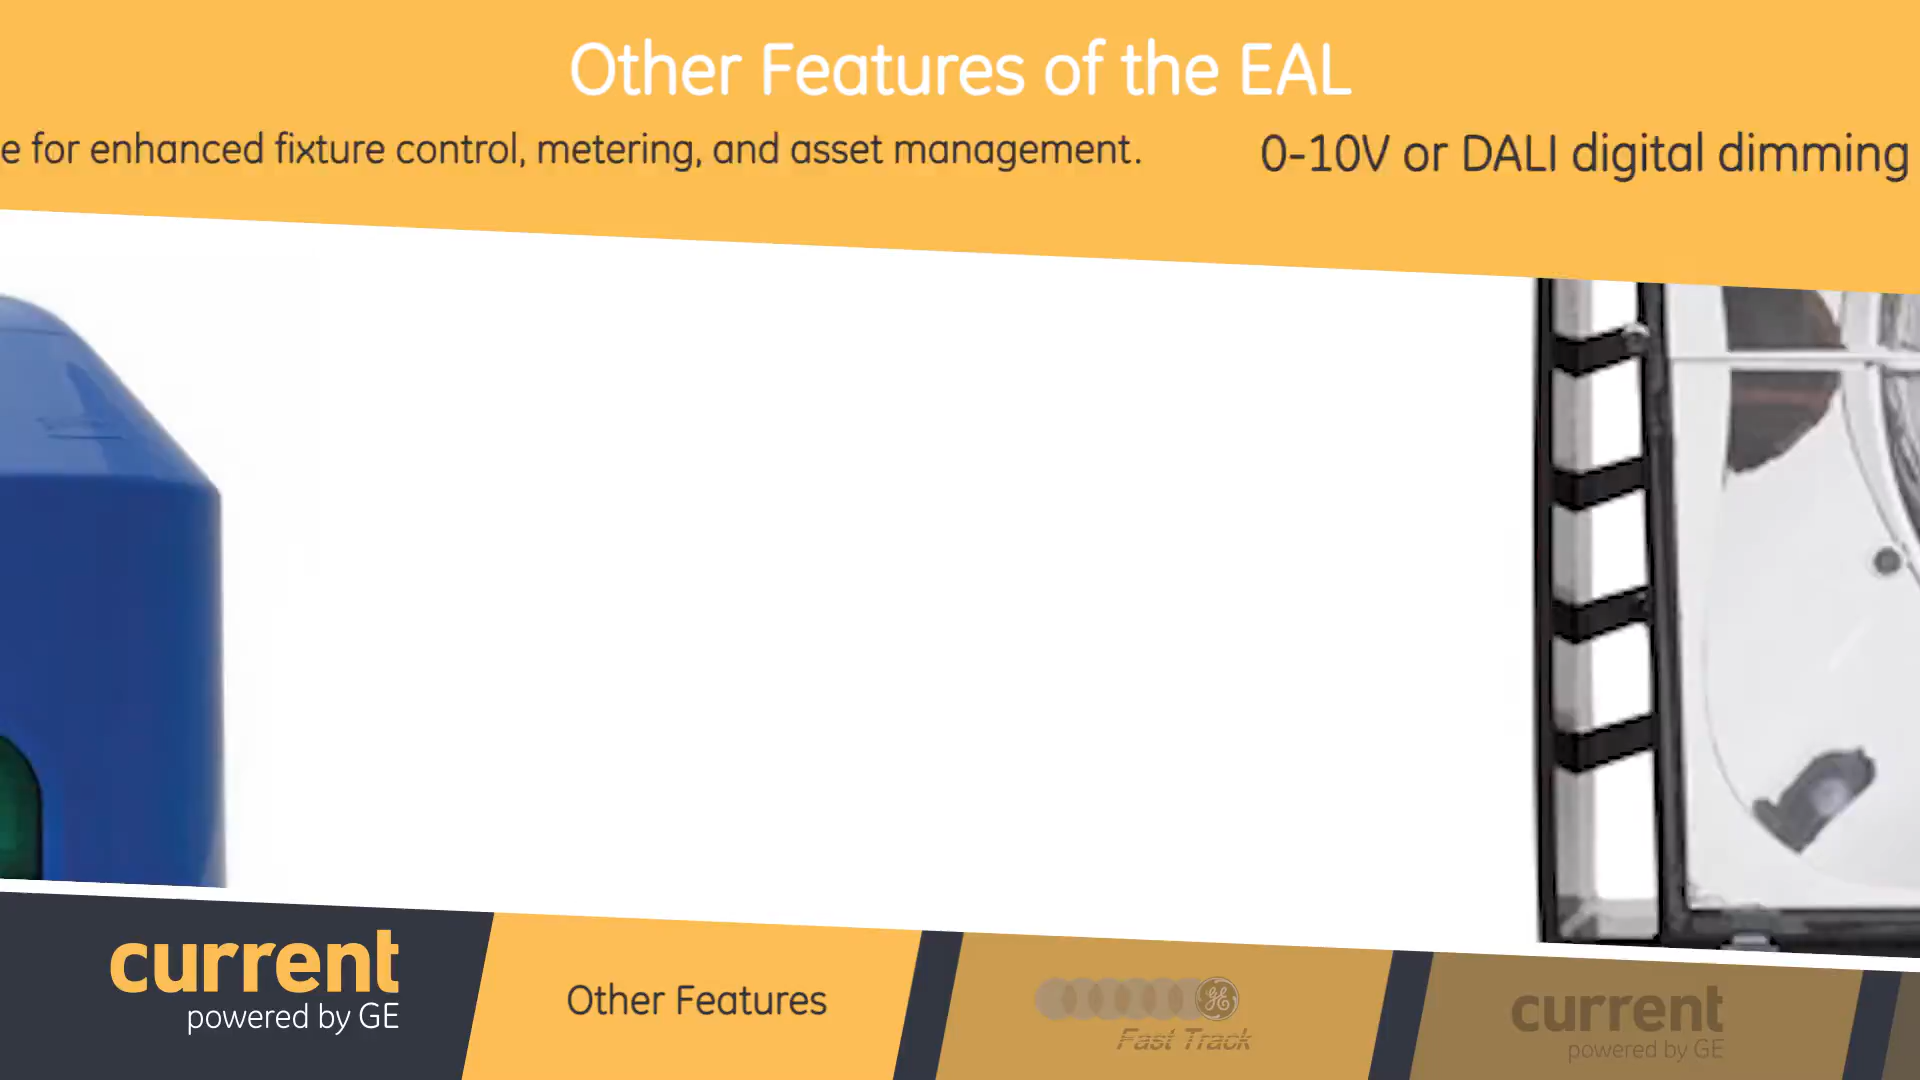 Other Features of the EAL
e for enhanced fixture control, metering, and asset management.
0-10V or DALI digital dimming
current
powered by GE
Other Features
GE
Fast Track
current
powered by GE